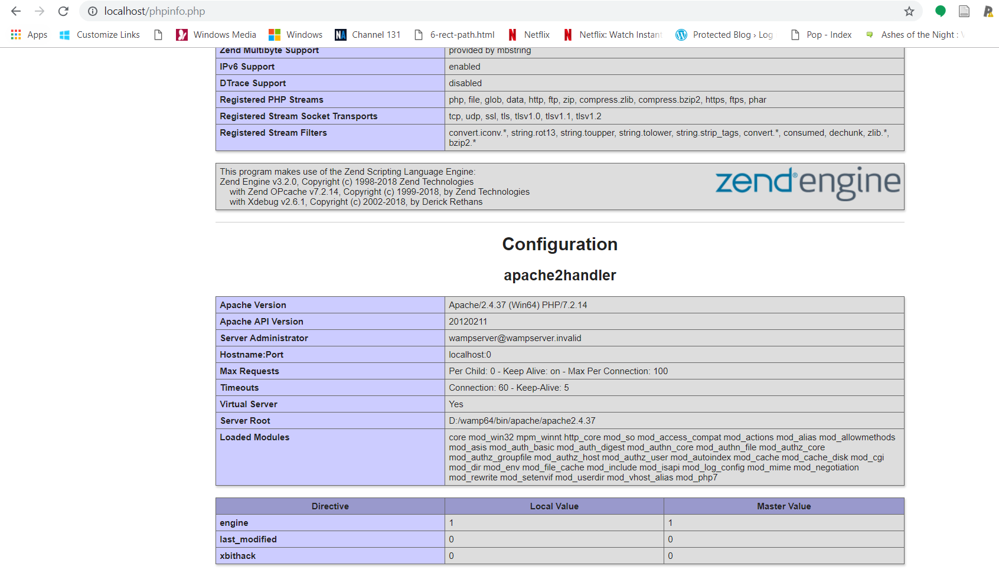 localhost/phpinfo.php
Apps Customize Links Windows Media Windows NA Channel 131 6-rect-path.html N Netflix N Netflix: Watch Instant Protected Blog › Log Pop - Index Ashes of the Night :
Zend Multibyte Support provided by mbstring
IPv6 Support enabled
DTrace Support disabled
Registered PHP Streams php, file, glob, data, http, ftp, zip, compress.zlib, compress.bzip2, https, ftps, phar
Registered Stream Socket Transports tcp, udp, ssl, tls, tlsv1.0, tlsv1.1, tlsv1.2
Registered Stream Filters convert.iconv.*, string.rot13, string.toupper, string.tolower, string.strip_tags, convert.*, consumed, dechunk, zlib.*,
bzip2.*
This program makes use of the Zend Scripting Language Engine:
Zend Engine v3.2.0, Copyright (c) 1998-2018 Zend Technologies
with Zend OPcache v7.2.14, Copyright (c) 1999-2018, by Zend Technologies
with Xdebug v2.6.1, Copyright (c) 2002-2018, by Derick Rethans
zend®engine
Configuration
apache2handler
Apache Version Apache/2.4.37 (Win64) PHP/7.2.14
Apache API Version 20120211
Server Administrator wampserver@wampserver.invalid
Hostname:Port localhost:0
Max Requests Per Child: 0 - Keep Alive: on - Max Per Connection: 100
Timeouts Connection: 60 - Keep-Alive: 5
Virtual Server Yes
Server Root D:/wamp64/bin/apache/apache2.4.37
Loaded Modules core mod_win32 mpm_winnt http_core mod_so mod_access_compat mod_actions mod_alias mod_allowmethods
mod_asis mod_auth_basic mod_auth_digest mod_authn_core mod_authn_file mod_authz_core
mod_authz_groupfile mod_authz_host mod_authz_user mod_autoindex mod_cache mod_cache_disk mod_cgi
mod_dir mod_env mod_file_cache mod_include mod_isapi mod_log_config mod_mime mod_negotiation
mod_rewrite mod_setenvif mod_userdir mod_vhost_alias mod_php7
Directive Local Value Master Value
engine 1 1
last_modified 0 0
xbithack 0 0